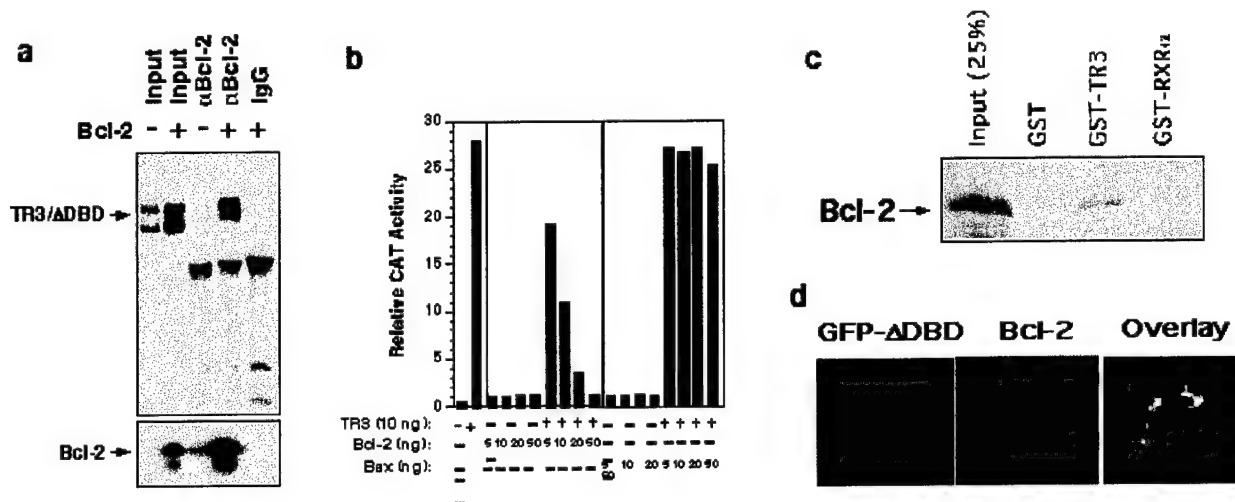 a
Input
Input
αBcl-2
αBcl-2
IgG
Bcl-2 - + - + +
TR3/ΔDBD
Bcl-2
b
30
25
20
15
10
5
0
Relative CAT Activity
TR3 (10 ng):
Bcl-2 (ng):
5 10 20 50 5 10 20 50
Bax (ng):
10 20 5 10 20 50
c
Input (25%)
GST
GST-TR3
GST-RXRα
Bcl-2
d
GFP-ΔDBD
Bcl-2
Overlay